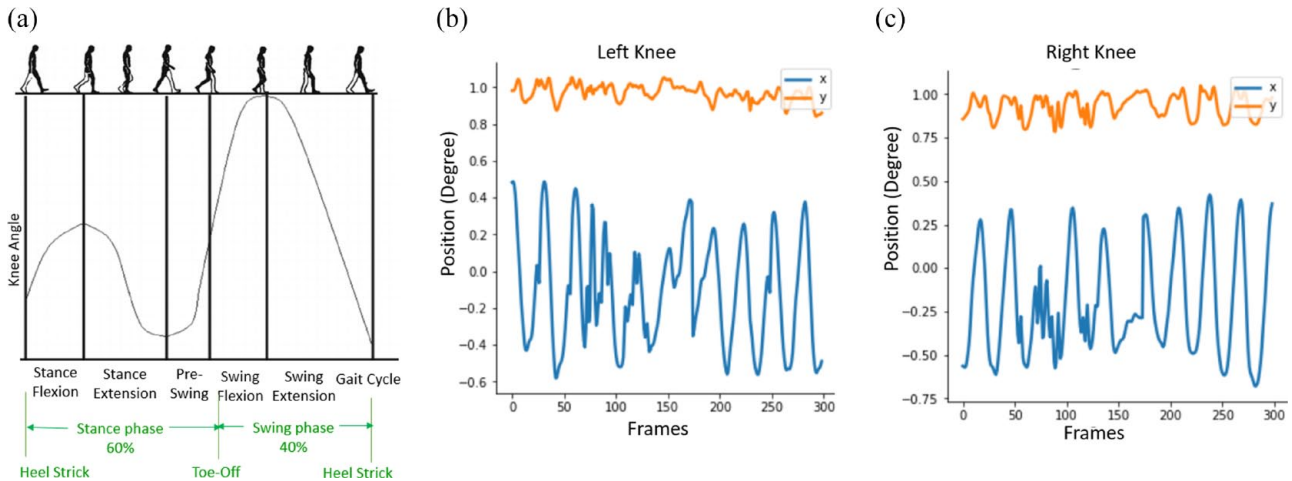 (a)
Knee Angle
Stance Flexion
Stance Extension
Pre-Swing
Swing Flexion
Swing Extension
Gait Cycle
Stance phase
60%
Swing phase
40%
Heel Strick
Toe-Off
Heel Strick
(b)
Left Knee
x
y
Position (Degree)
1.0
0.8
0.6
0.4
0.2
0.0
−0.2
−0.4
−0.6
0 50 100 150 200 250 300
Frames
(c)
Right Knee
x
y
Position (Degree)
1.00
0.75
0.50
0.25
0.00
−0.25
−0.50
−0.75
0 50 100 150 200 250 300
Frames